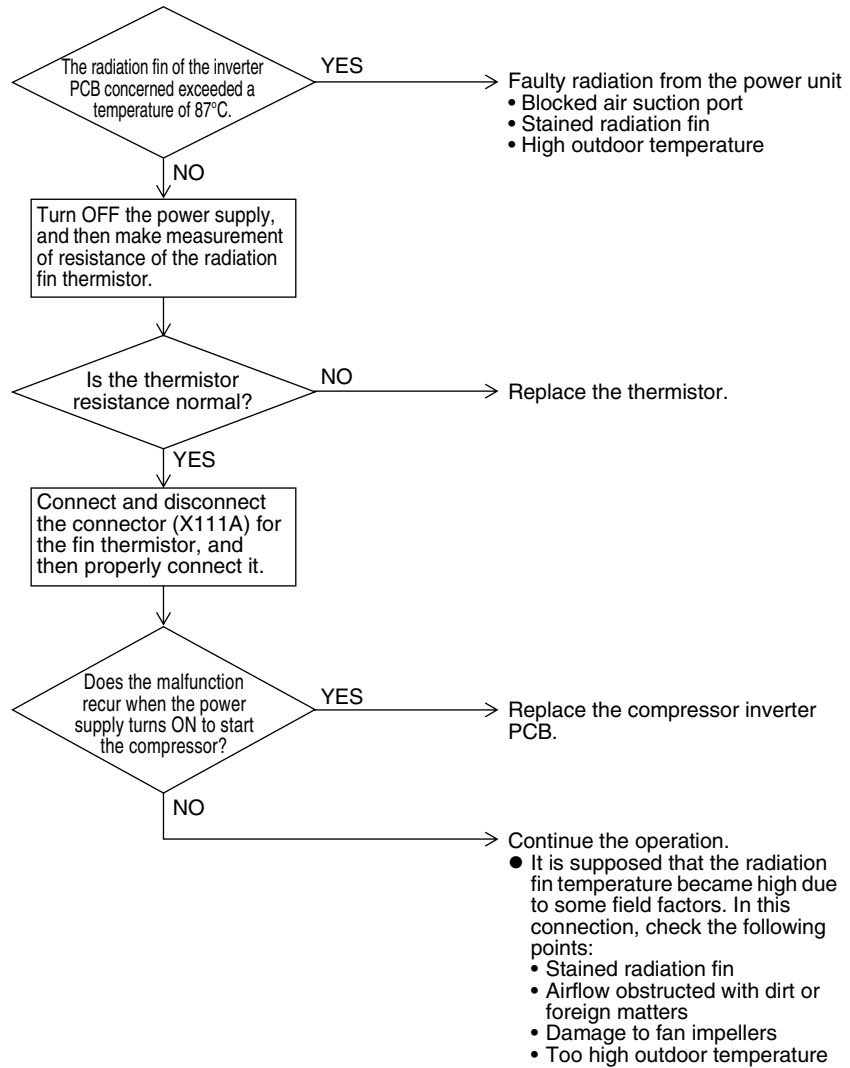 The radiation fin of the inverter
PCB concerned exceeded a
temperature of 87°C.
YES
Faulty radiation from the power unit
• Blocked air suction port
• Stained radiation fin
• High outdoor temperature
NO
Turn OFF the power supply,
and then make measurement
of resistance of the radiation
fin thermistor.
Is the thermistor
resistance normal?
NO
Replace the thermistor.
YES
Connect and disconnect
the connector (X111A) for
the fin thermistor, and
then properly connect it.
Does the malfunction
recur when the power
supply turns ON to start
the compressor?
YES
Replace the compressor inverter
PCB.
NO
Continue the operation.
● It is supposed that the radiation
fin temperature became high due
to some field factors. In this
connection, check the following
points:
• Stained radiation fin
• Airflow obstructed with dirt or
foreign matters
• Damage to fan impellers
• Too high outdoor temperature